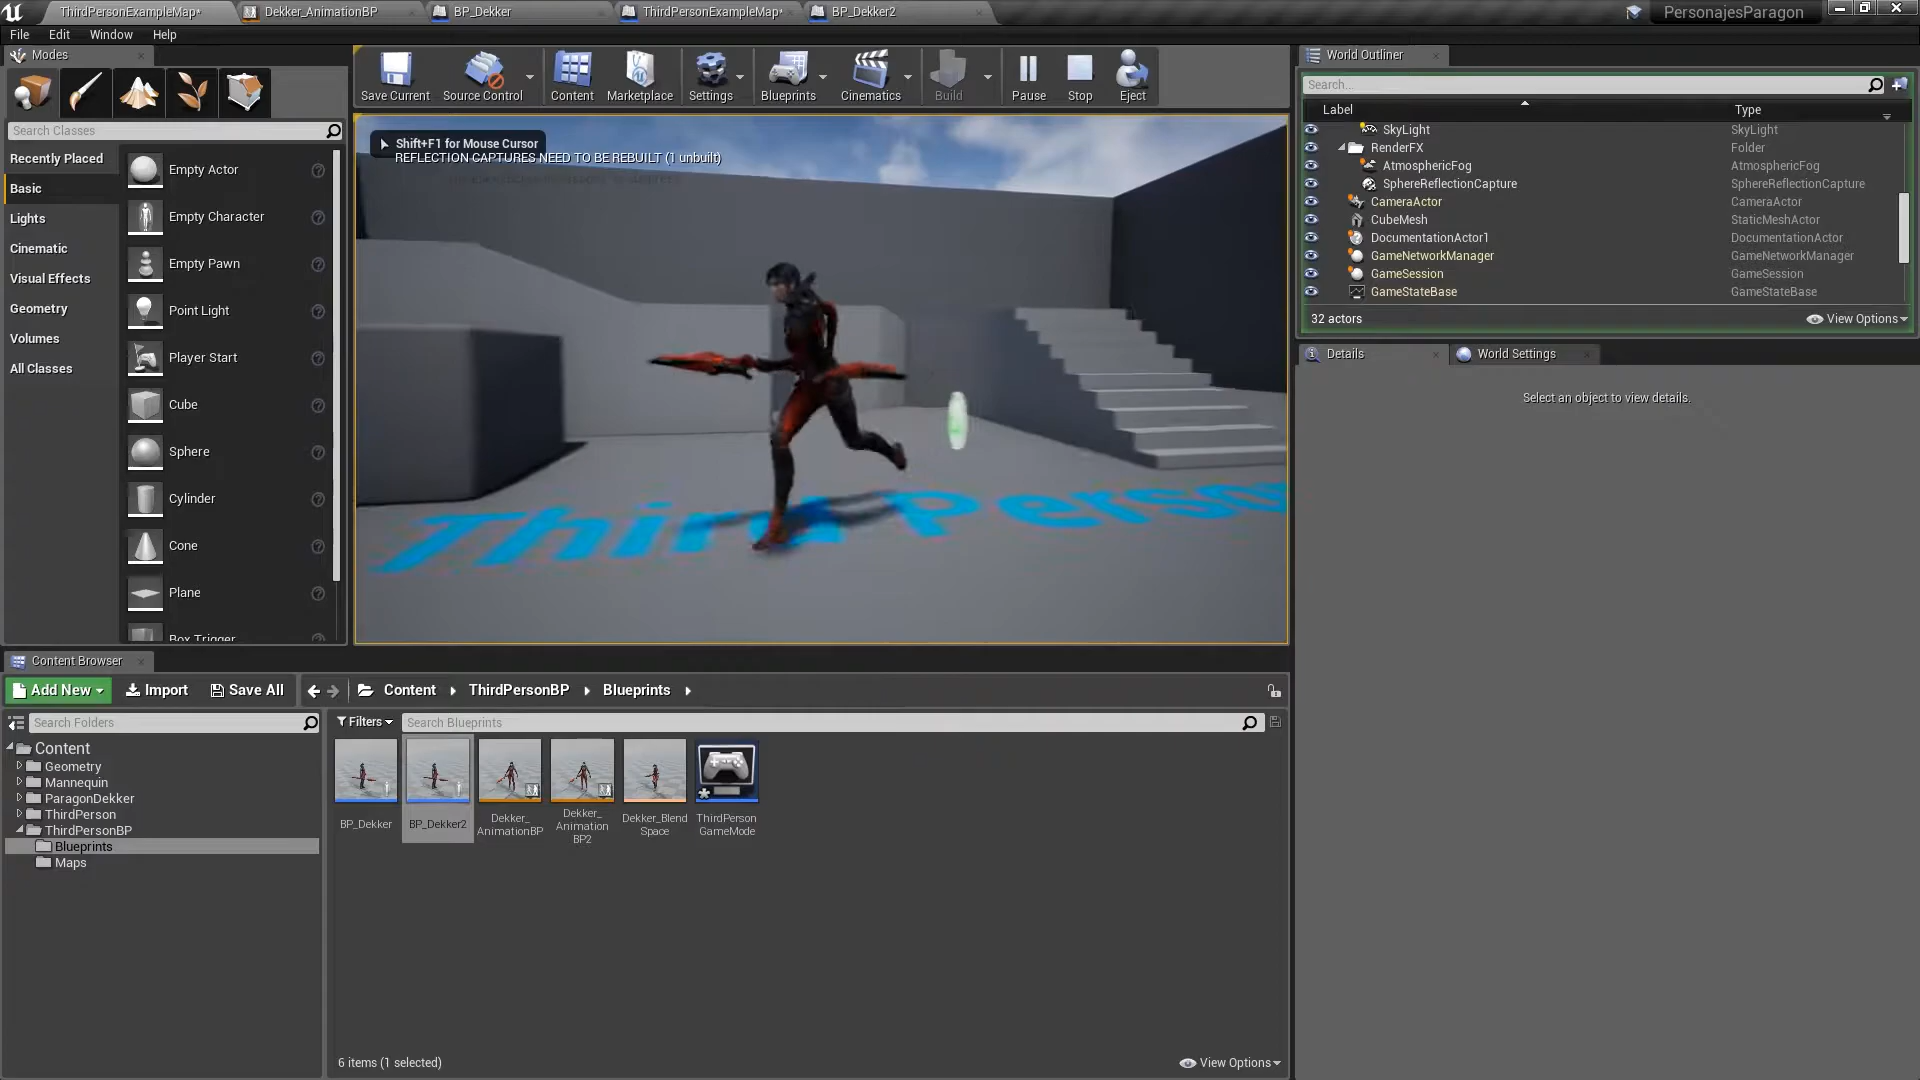 ThirdPersonExampleMap*
Dekker_AnimationBP
BP_Dekker
ThirdPersonExampleMap*
BP_Dekker2
PersonajesParagon
File
Edit
Window
Help
Modes
Search Classes
Recently Placed
Basic
Lights
Cinematic
Visual Effects
Geometry
Volumes
All Classes
Empty Actor
Empty Character
Empty Pawn
Point Light
Player Start
Cube
Sphere
Cylinder
Cone
Plane
Box Trigger
Save Current
Source Control
Content
Marketplace
Settings
Blueprints
Cinematics
Build
Pause
Stop
Eject
Shift+F1 for Mouse Cursor
REFLECTION CAPTURES NEED TO BE REBUILT (1 unbuilt)
Third Perso
World Outliner
Search...
Label
Type
SkyLight
SkyLight
RenderFX
Folder
AtmosphericFog
AtmosphericFog
SphereReflectionCapture
SphereReflectionCapture
CameraActor
CameraActor
CubeMesh
StaticMeshActor
DocumentationActor1
DocumentationActor
GameNetworkManager
GameNetworkManager
GameSession
GameSession
GameStateBase
GameStateBase
32 actors
View Options
Details
World Settings
Select an object to view details.
Content Browser
Add New
Import
Save All
Content
ThirdPersonBP
Blueprints
Search Folders
Filters
Search Blueprints
Content
Geometry
Mannequin
ParagonDekker
ThirdPerson
ThirdPersonBP
Blueprints
Maps
BP_Dekker
BP_Dekker2
Dekker_
AnimationBP
Dekker_
Animation
BP2
Dekker_Blend
Space
ThirdPerson
GameMode
6 items (1 selected)
View Options